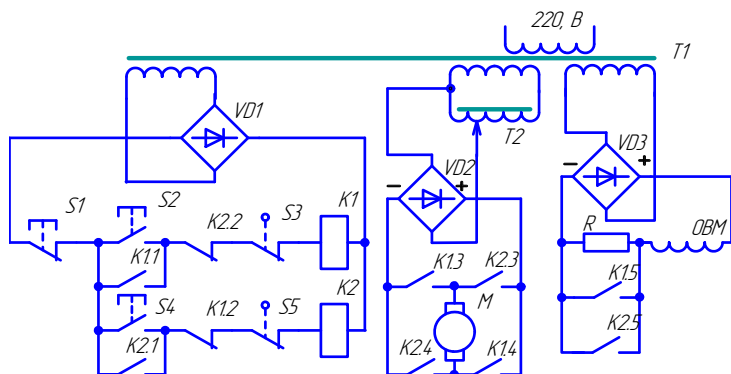 220, В
T1
VD1
T2
VD2
VD3
−
+
−
+
S1
S2
K2.2
S3
K1
K1.1
R
ОВМ
K1.3
K2.3
K1.5
S4
K1.2
S5
K2
M
K2.1
K2.4
K1.4
K2.5